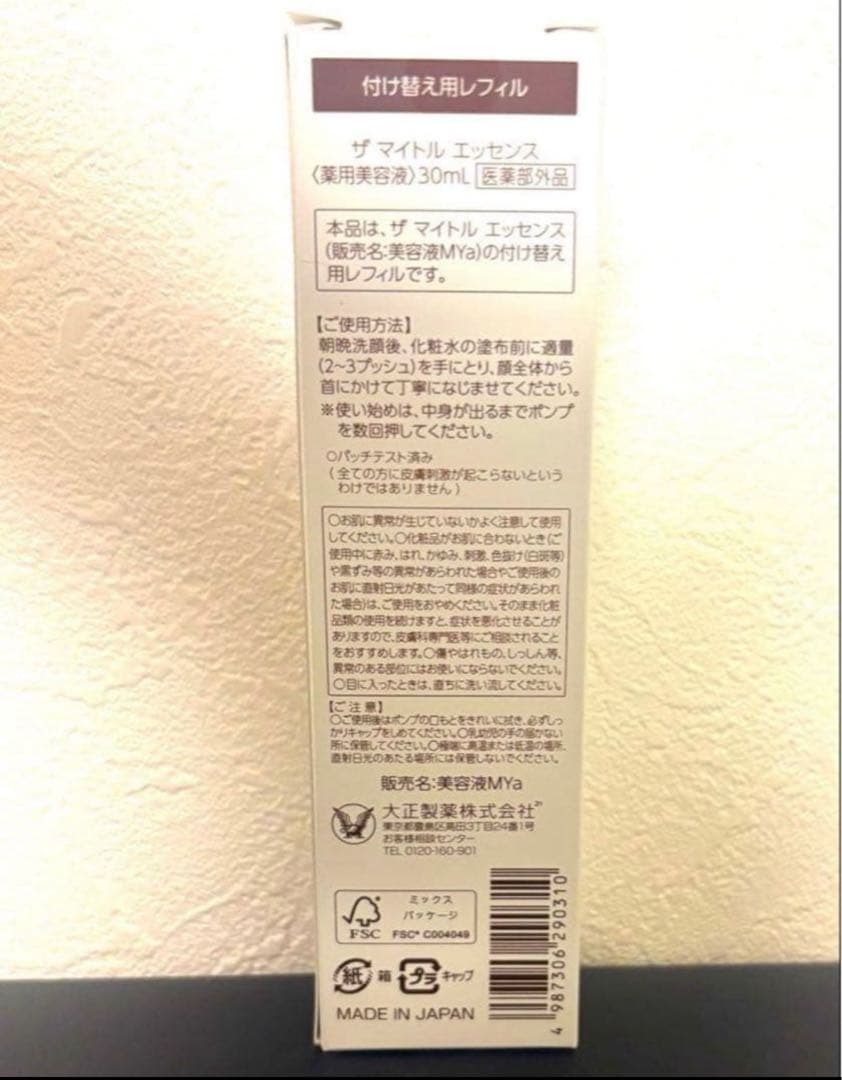 付け替え用レフィル
ザ マイトル エッセンス
〈薬用美容液〉30mL 医薬部外品
本品は、ザ マイトル エッセンス
(販売名:美容液MYa)の付け替え
用レフィルです。
【ご使用方法】
朝晩洗顔後、化粧水の塗布前に適量
(2~3プッシュ)を手にとり、顔全体から
首にかけて丁寧になじませてください。
※使い始めは、中身が出るまでポンプ
を数回押してください。
○パッチテスト済み
(全ての方に皮膚刺激が起こらないという
わけではありません)
○お肌に異常が生じていないかよく注意して使用
してください。○化粧品がお肌に合わないとき(ご
使用中に赤み、はれ、かゆみ、刺激、色抜け(白斑等)
や黒ずみ等の異常があらわれた場合やご使用後の
お肌に直射日光があたって同様の症状があらわれ
た場合)は、ご使用をおやめください。そのまま化粧
品類の使用を続けますと、症状を悪化させることが
ありますので、皮膚科専門医等にご相談されること
をおすすめします。○傷やはれもの、しっしん等、
異常のある部位にはお使いにならないでください。
○目に入ったときは、直ちに洗い流してください。
【ご注意】
○ご使用後はポンプの口もとをきれいに拭き、必ずしっ
かりキャップをしめてください。○乳幼児の手の届かない
所に保管してください。○極端に高温または低温の場所、
直射日光のあたる場所には保管しないでください。
販売名:美容液MYa
大正製薬株式会社
東京都豊島区高田3丁目24番1号
お客様相談センター
TEL 0120-160-901
ミックス
パッケージ
FSC FSC® C004049
紙 箱 プラ キャップ
MADE IN JAPAN
4 987306 290310